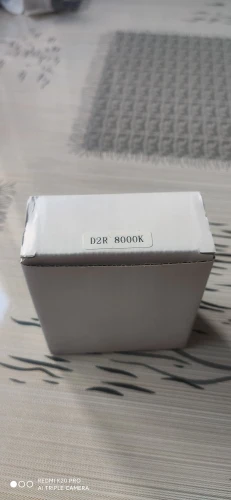 D2R 8000K
REDMI K20 PRO
AI TRIPLE CAMERA